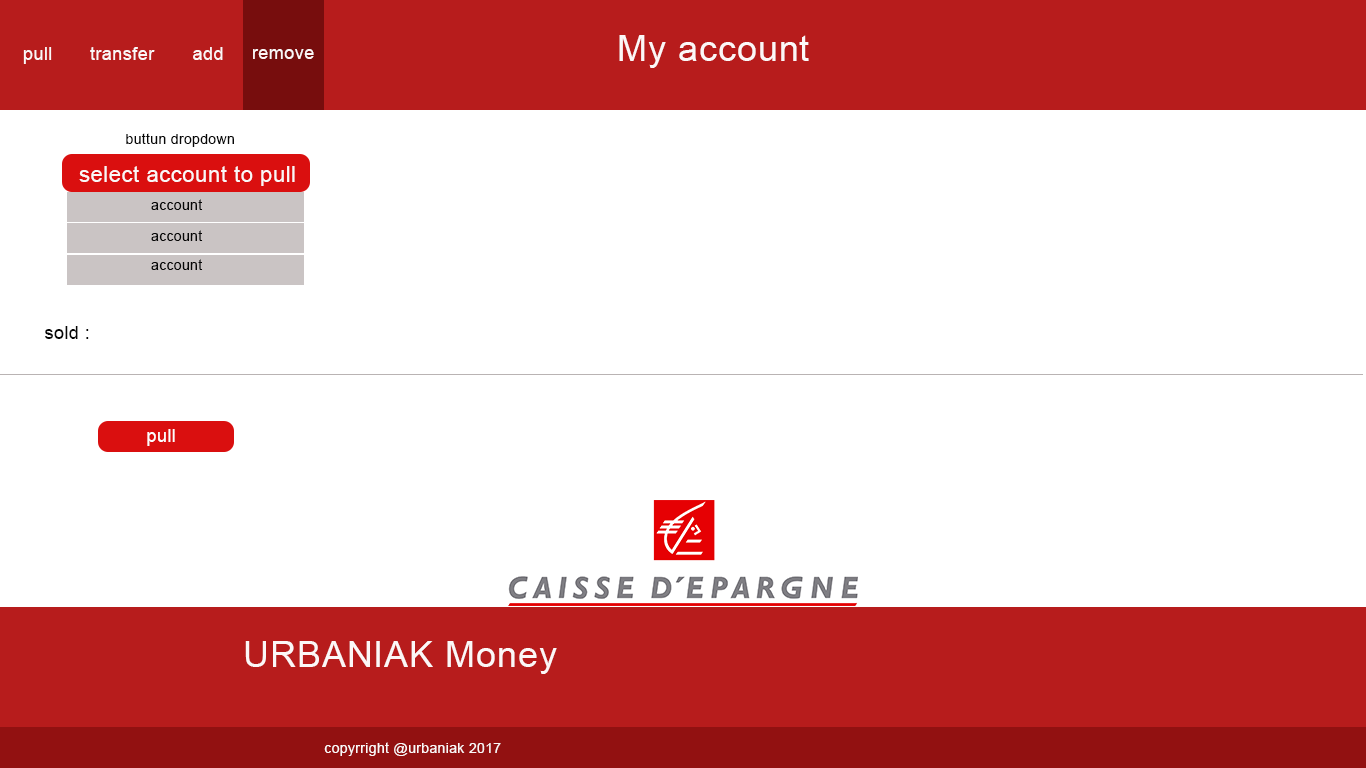 pull transfer add remove
My account
buttun dropdown
select account to pull
account
account
account
sold :
pull
CAISSE D'EPARGNE
URBANIAK Money
copyrright @urbaniak 2017